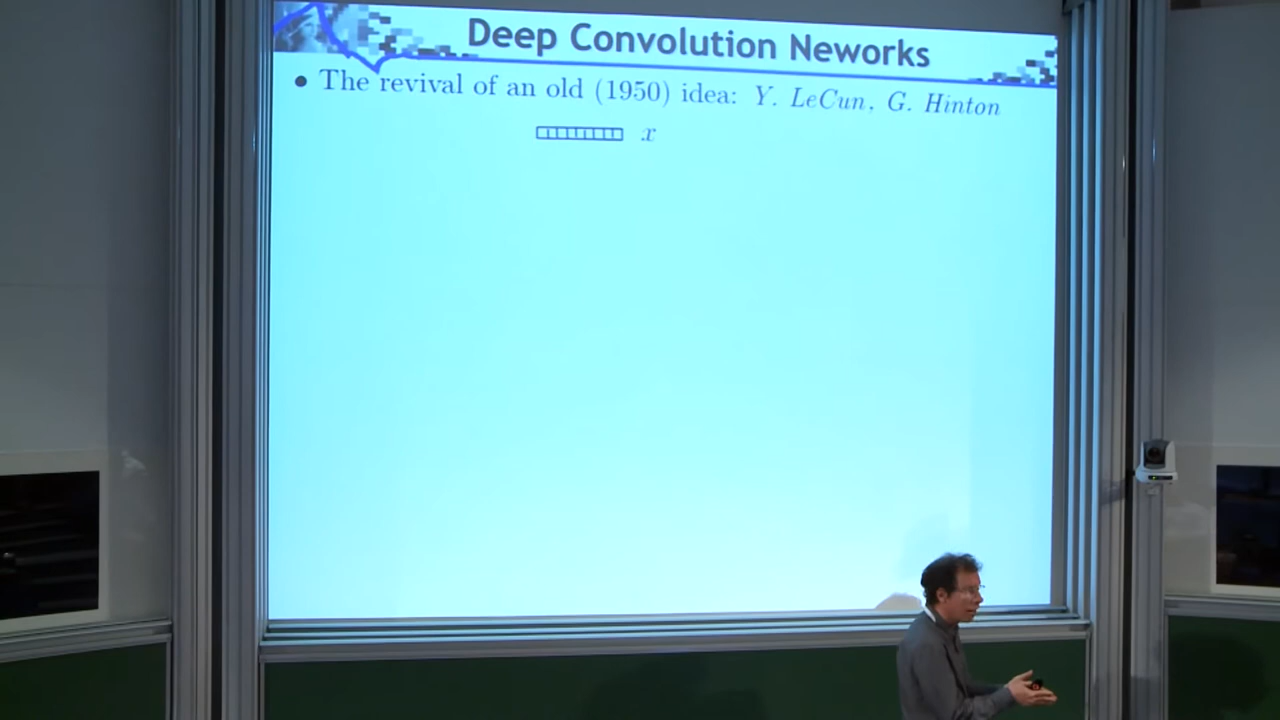 Deep Convolution Neworks
• The revival of an old (1950) idea: Y. LeCun, G. Hinton
x